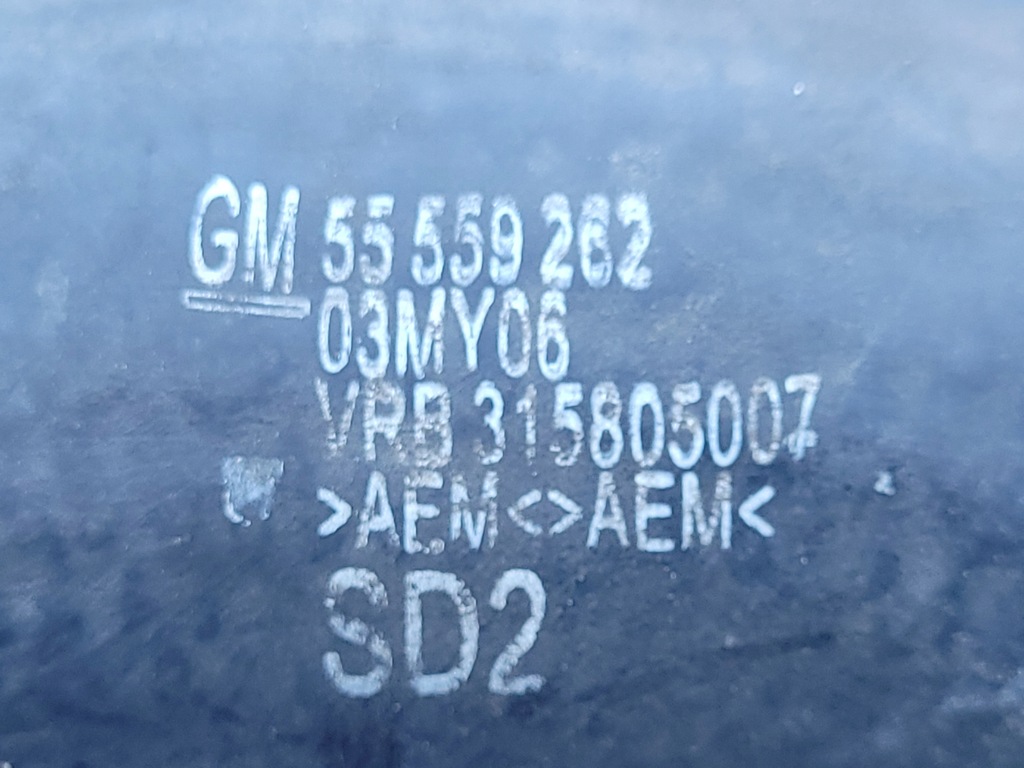 GM 55 559 262
03MY06
VRB 315805007
>AEM<>AEM<
SD2